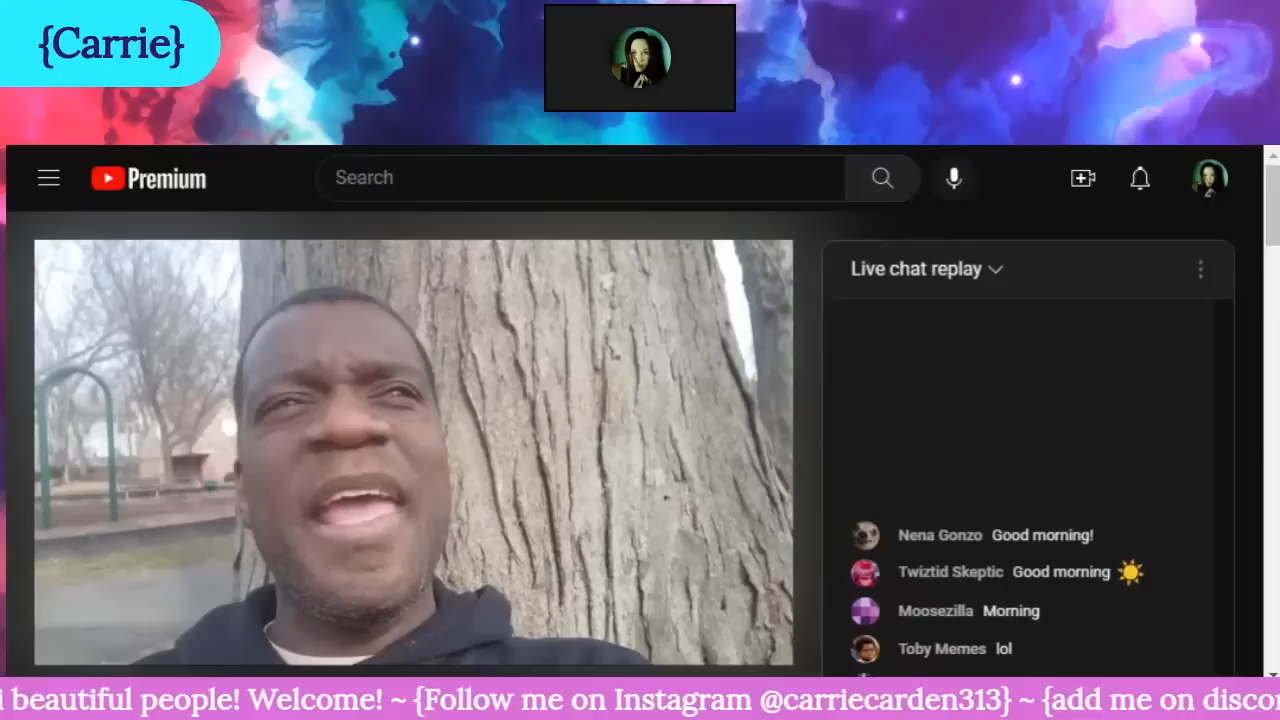 {Carrie}
Premium
Search
Live chat replay
Nena Gonzo Good morning!
Twiztid Skeptic Good morning
Moosezilla Morning
Toby Memes lol
beautiful people! Welcome! ~ {Follow me on Instagram @carriecarden313} ~ {add me on